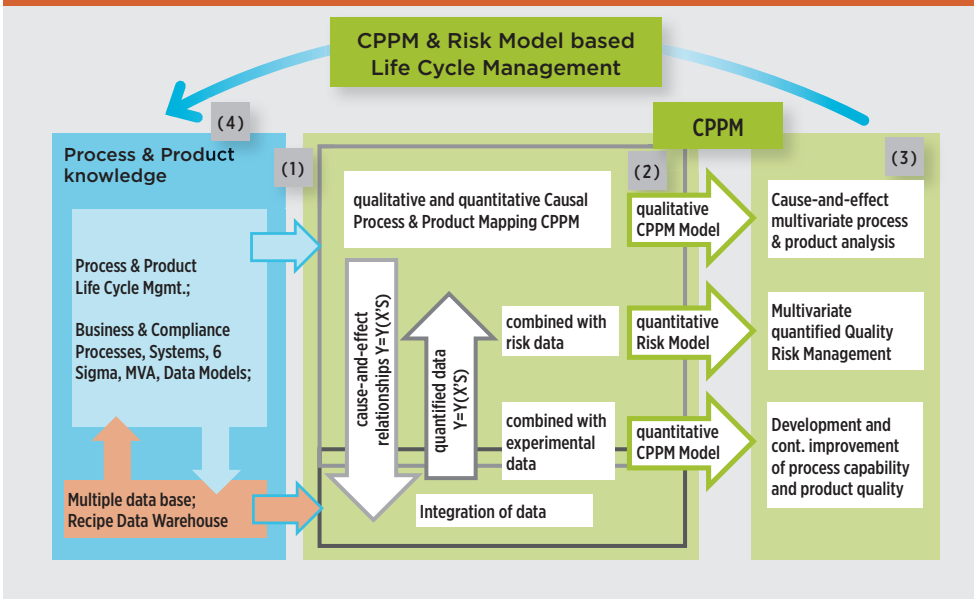 CPPM & Risk Model based
Life Cycle Management
(4)
Process & Product
knowledge
(1)
(2)
CPPM
(3)
qualitative and quantitative Causal
Process & Product Mapping CPPM
qualitative
CPPM Model
Cause-and-effect
multivariate process
& product analysis
Process & Product
Life Cycle Mgmt.;
Business & Compliance
Processes, Systems, 6
Sigma, MVA, Data Models;
cause-and-effect
relationships Y=Y(X'S)
quantified data
Y=Y(X'S)
combined with
risk data
quantitative
Risk Model
Multivariate
quantified Quality
Risk Management
combined with
experimental
data
quantitative
CPPM Model
Development and
cont. improvement
of process capability
and product quality
Multiple data base;
Recipe Data Warehouse
Integration of data